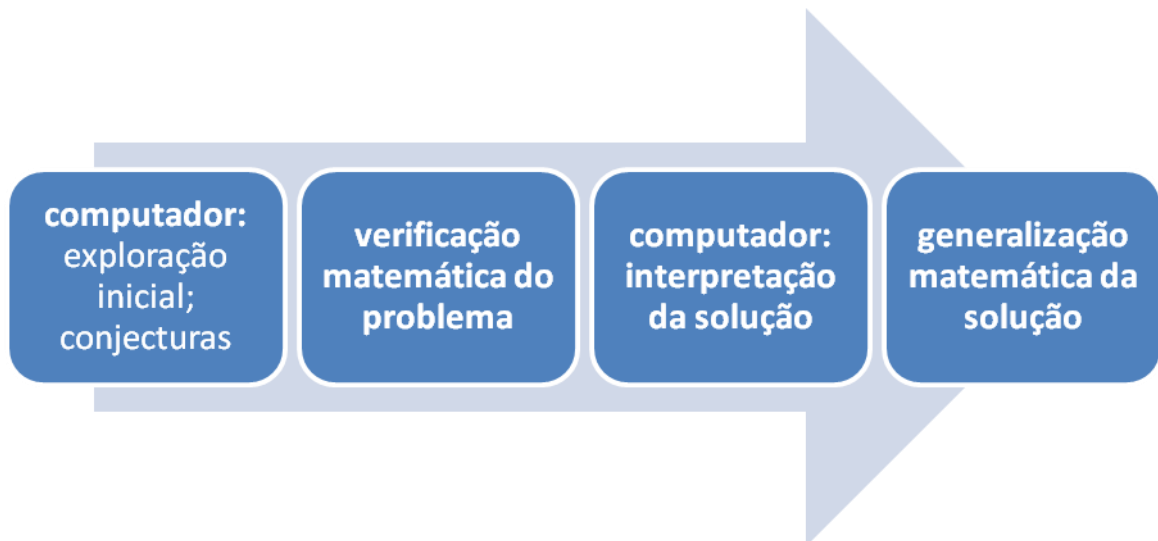 computador:
exploração
inicial;
conjecturas
verificação
matemática do
problema
computador:
interpretação
da solução
generalização
matemática da
solução